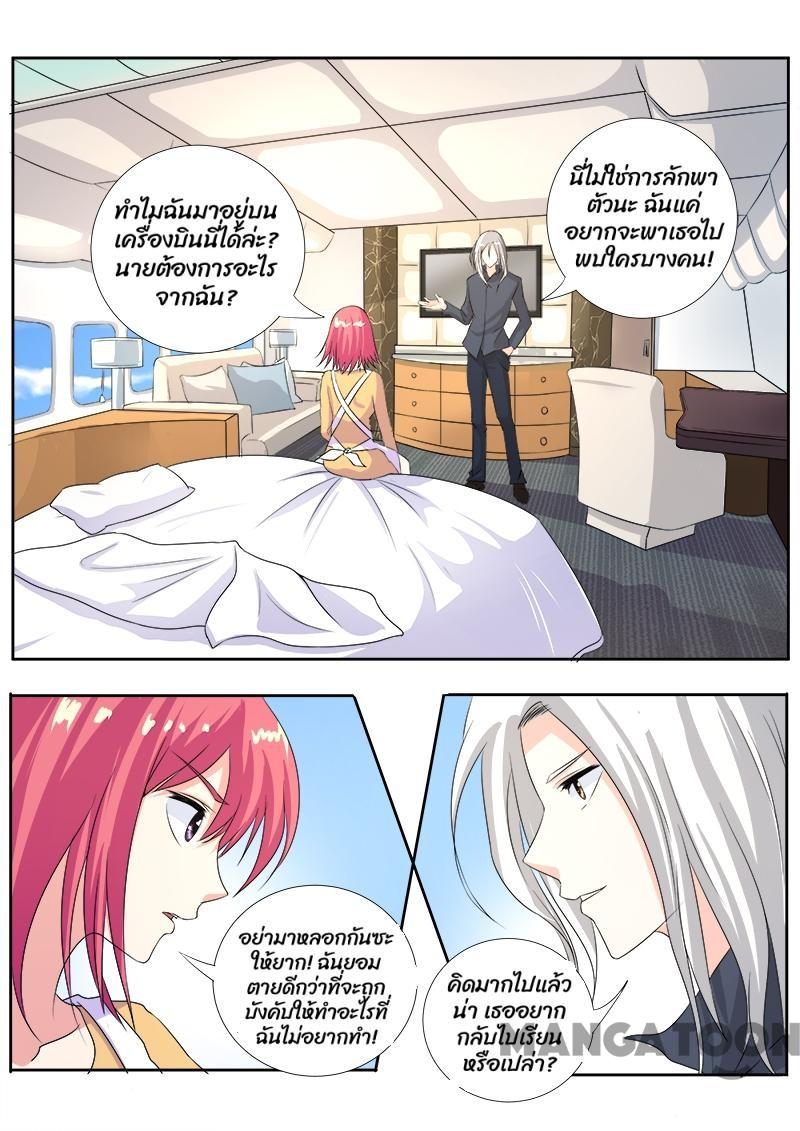 ทำไมฉันมาอยู่บน
เครื่องบินนี่ได้ล่ะ?
นายต้องการอะไร
จากฉัน?
นี่ไม่ใช่การลักพา
ตัวนะ ฉันแค่
อยากจะพาเธอไป
พบใครบางคน!
อย่ามาหลอกกันซะ
ให้ยาก! ฉันยอม
ตายดีกว่าที่จะถูก
บังคับให้ทำอะไรที่
ฉันไม่อยากทำ!
คิดมากไปแล้ว
น่า เธออยาก
กลับไปเรียน
หรือเปล่า?
MANGATOON